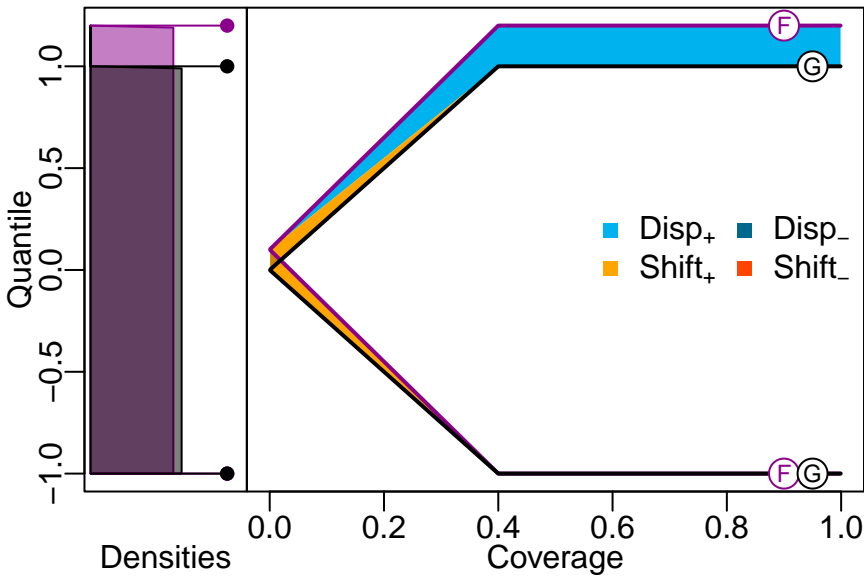 Quantile
1.0
0.5
0.0
−0.5
−1.0
F
G
Disp₊ Disp₋
Shift₊ Shift₋
F G
0.0 0.2 0.4 0.6 0.8 1.0
Densities Coverage